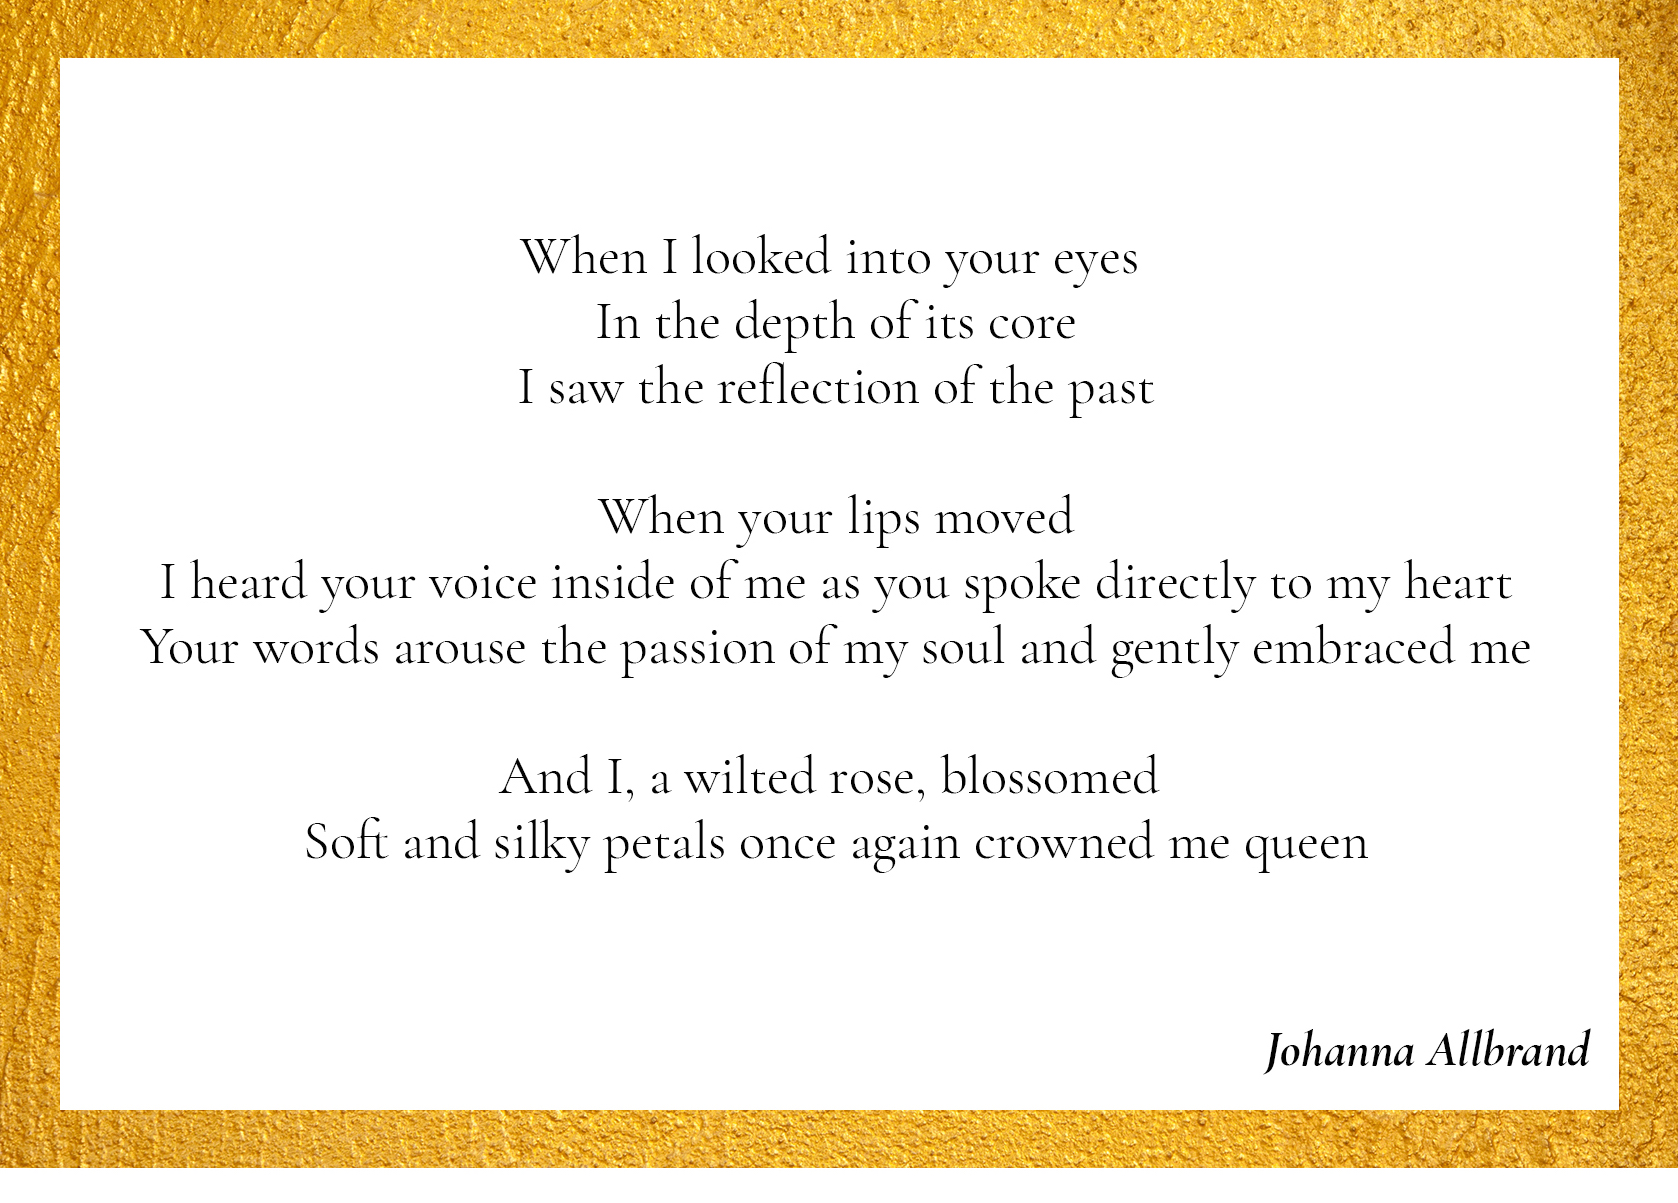 When I looked into your eyes
In the depth of its core
I saw the reflection of the past
When your lips moved
I heard your voice inside of me as you spoke directly to my heart
Your words arouse the passion of my soul and gently embraced me
And I, a wilted rose, blossomed
Soft and silky petals once again crowned me queen
Johanna Allbrand